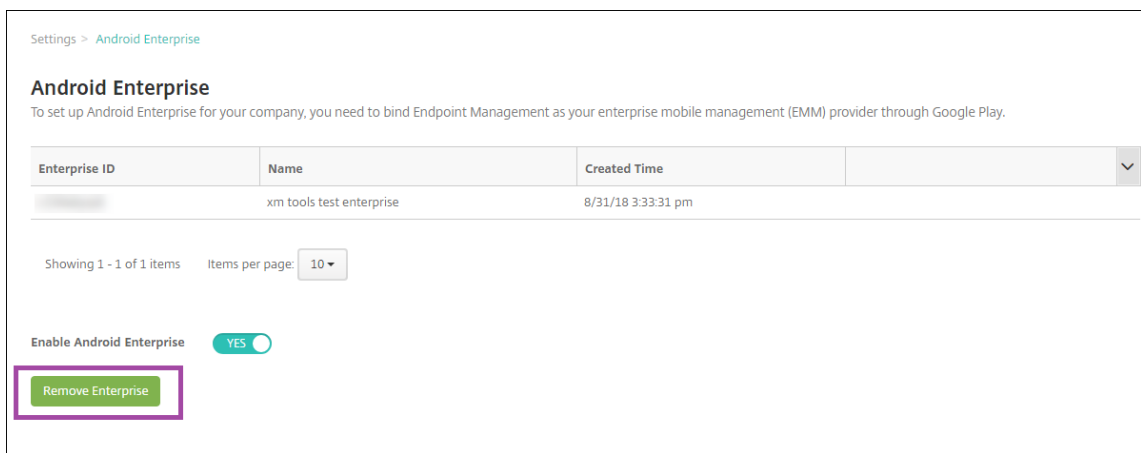 Settings > Android Enterprise
Android Enterprise
To set up Android Enterprise for your company, you need to bind Endpoint Management as your enterprise mobile management (EMM) provider through Google Play.
Enterprise ID Name Created Time
xm tools test enterprise 8/31/18 3:33:31 pm
Showing 1 - 1 of 1 items Items per page: 10
Enable Android Enterprise YES
Remove Enterprise